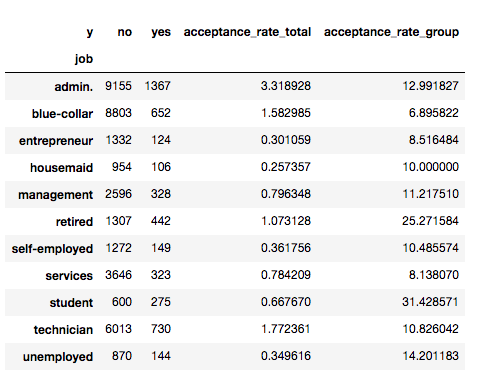 y no yes acceptance_rate_total acceptance_rate_group
job
admin. 9155 1367 3.318928 12.991827
blue-collar 8803 652 1.582985 6.895822
entrepreneur 1332 124 0.301059 8.516484
housemaid 954 106 0.257357 10.000000
management 2596 328 0.796348 11.217510
retired 1307 442 1.073128 25.271584
self-employed 1272 149 0.361756 10.485574
services 3646 323 0.784209 8.138070
student 600 275 0.667670 31.428571
technician 6013 730 1.772361 10.826042
unemployed 870 144 0.349616 14.201183